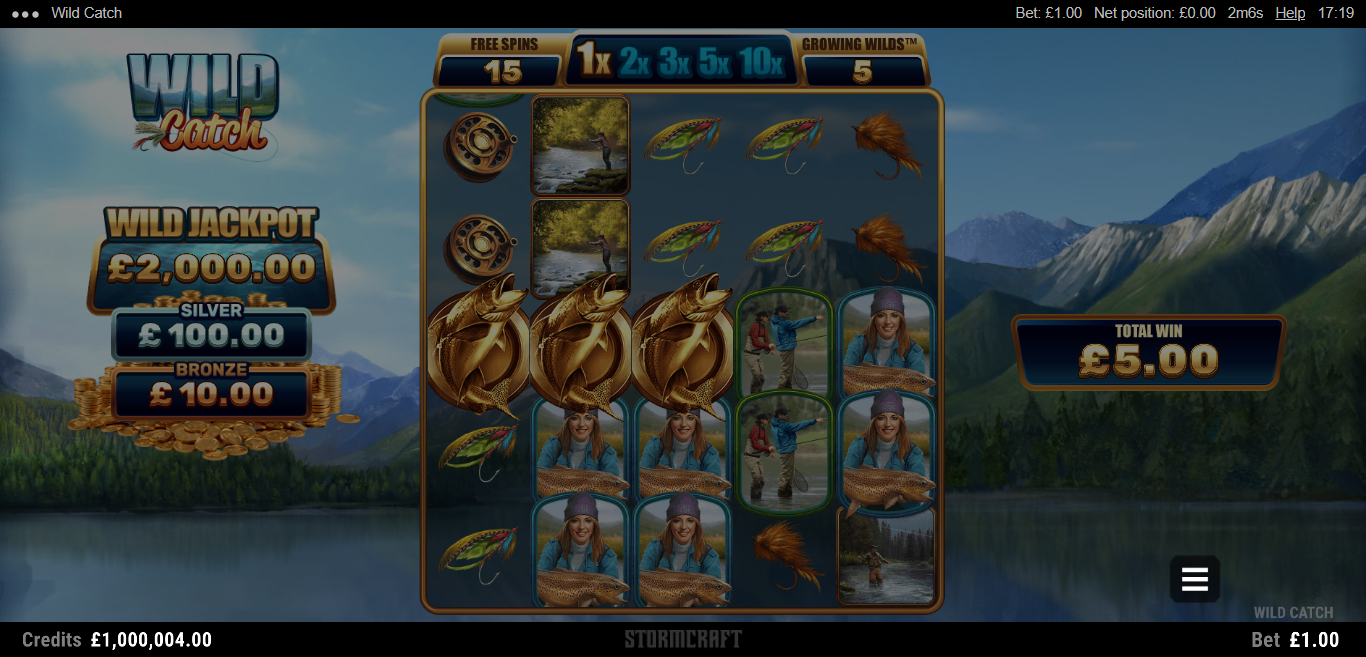 Wild Catch
Bet: £1.00 Net position: £0.00 2m6s Help 17:19
FREE SPINS
15
1x 2x 3x 5x 10x
GROWING WILDS™
5
WILD
Catch
WILD JACKPOT
£2,000.00
SILVER
£ 100.00
BRONZE
£ 10.00
TOTAL WIN
£5.00
WILD CATCH
Credits £1,000,004.00
STORMCRAFT
Bet £1.00